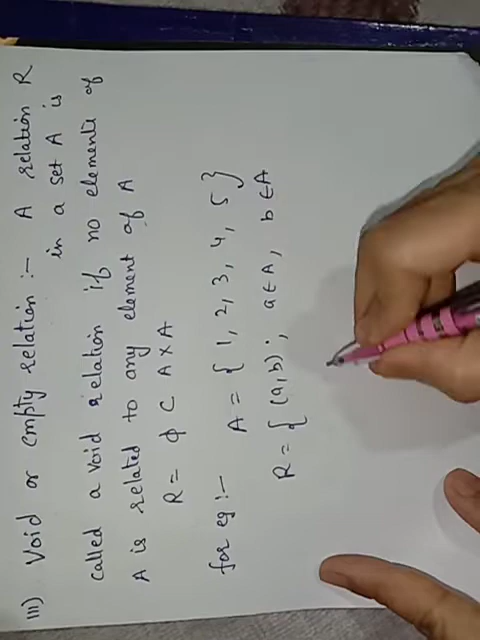 III) Void or empty relation :- A relation R
in a set A is
called a void relation if no elements of
A is related to any element of A
R = ϕ ⊂ A×A
for eg :-
A = { 1, 2, 3, 4, 5 }
R = { (a,b) ; a∈A, b∈A